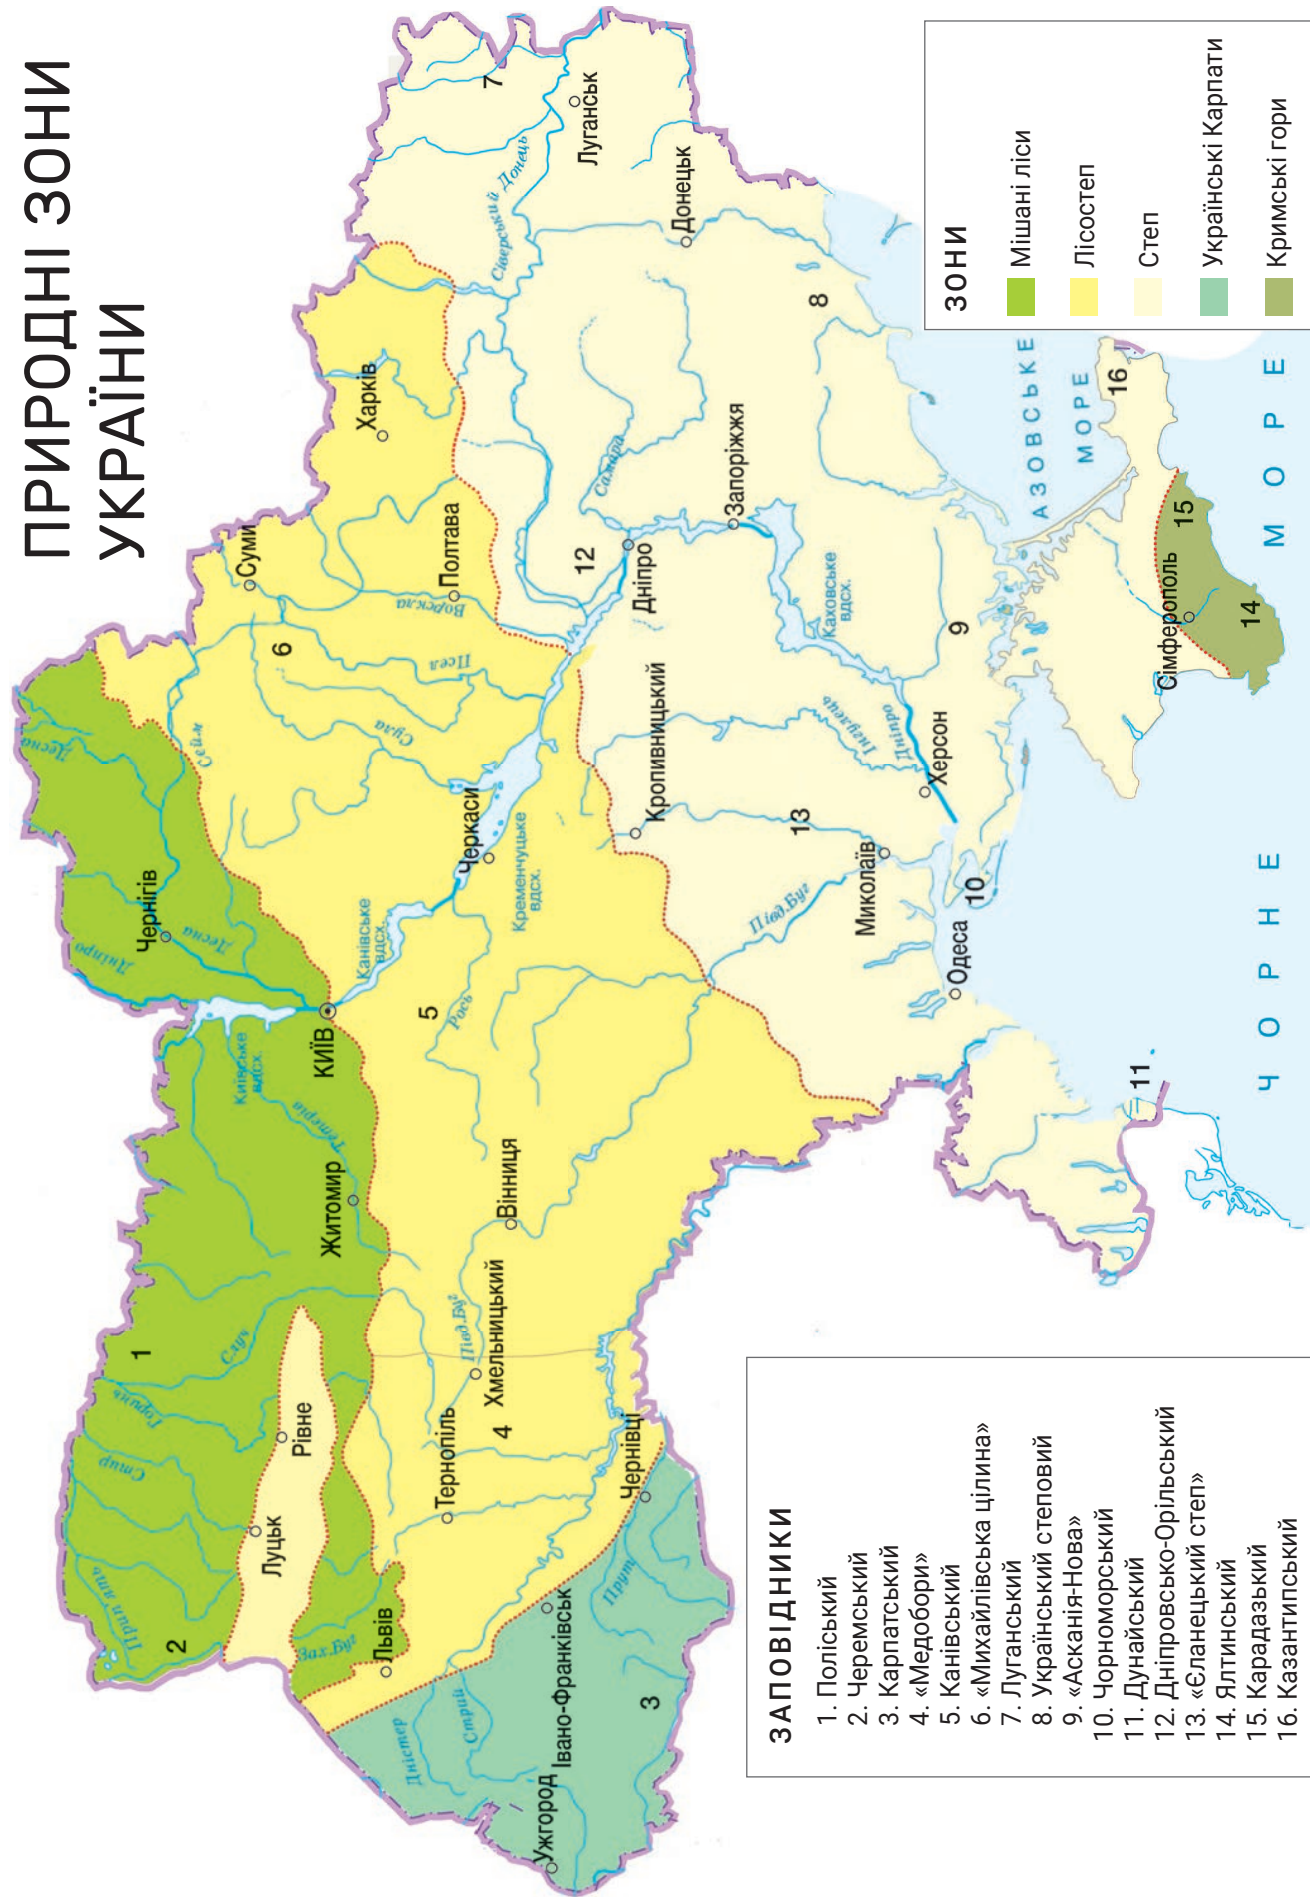 ПРИРОДНІ ЗОНИ
УКРАЇНИ
Десна
Сейм
Чернігів
Дніпро
Десна
Київське
вдсх.
КИЇВ
Тетерів
Житомир
1
Случ
Горинь
Стир
Прип'ять
2
Луцьк
Рівне
Зах.Буг
Львів
Суми
6
Ворскла
Псел
Сула
Полтава
Харків
7
Луганськ
Сіверський Донець
Донецьк
Канівське
вдсх.
Черкаси
Кременчуцьке
вдсх.
5
Рось
Вінниця
Півд.Буг
Хмельницький
4
Тернопіль
Чернівці
Прут
Івано-Франківськ
Дністер
Стрий
Ужгород
3
12
Самара
Дніпро
Запоріжжя
8
Каховське
вдсх.
9
Кропивницький
Інгулець
Дніпро
Херсон
13
Півд.Буг
Миколаїв
10
Одеса
11
АЗОВСЬКЕ
МОРЕ
16
15
Сімферополь
14
ЧОРНЕ МОРЕ
ЗОНИ
Мішані ліси
Лісостеп
Степ
Українські Карпати
Кримські гори
ЗАПОВІДНИКИ
1. Поліський
2. Черемський
3. Карпатський
4. «Медобори»
5. Канівський
6. «Михайлівська цілина»
7. Луганський
8. Український степовий
9. «Асканія-Нова»
10. Чорноморський
11. Дунайський
12. Дніпровсько-Орільський
13. «Єланецький степ»
14. Ялтинський
15. Карадазький
16. Казантипський